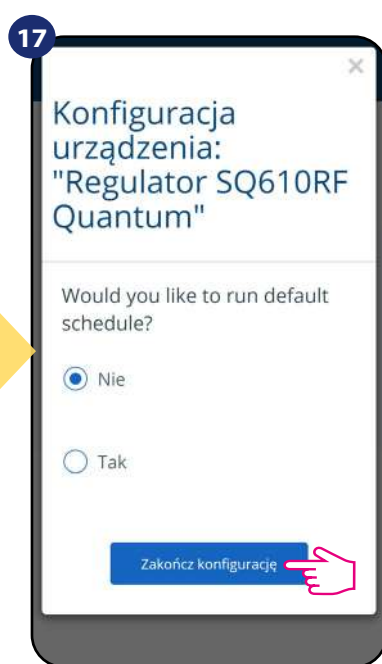 17
×
Konfiguracja
urządzenia:
"Regulator SQ610RF
Quantum"
Would you like to run default
schedule?
Nie
Tak
Zakończ konfigurację